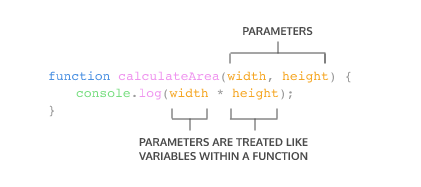 PARAMETERS
function calculateArea(width, height) {
    console.log(width * height);
}
PARAMETERS ARE TREATED LIKE
VARIABLES WITHIN A FUNCTION